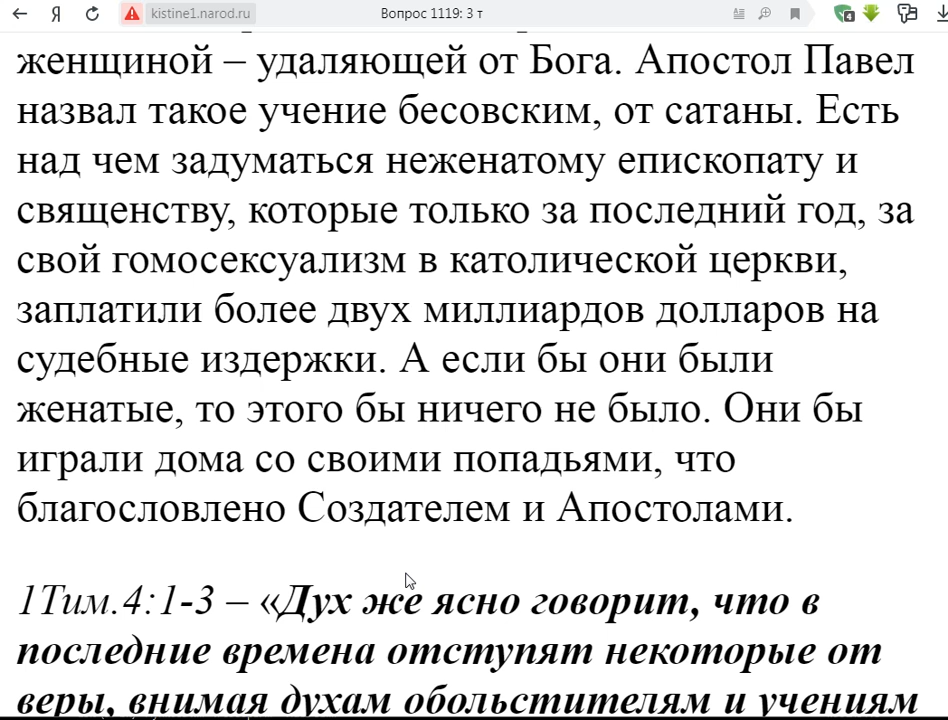 kistine1.narod.ru
Вопрос 1119: 3 т
4
женщиной – удаляющей от Бога. Апостол Павел
назвал такое учение бесовским, от сатаны. Есть
над чем задуматься неженатому епископату и
священству, которые только за последний год, за
свой гомосексуализм в католической церкви,
заплатили более двух миллиардов долларов на
судебные издержки. А если бы они были
женатые, то этого бы ничего не было. Они бы
играли дома со своими попадьями, что
благословлено Создателем и Апостолами.
1Тим.4:1-3 – «Дух же ясно говорит, что в
последние времена отступят некоторые от
веры, внимая духам обольстителям и учениям